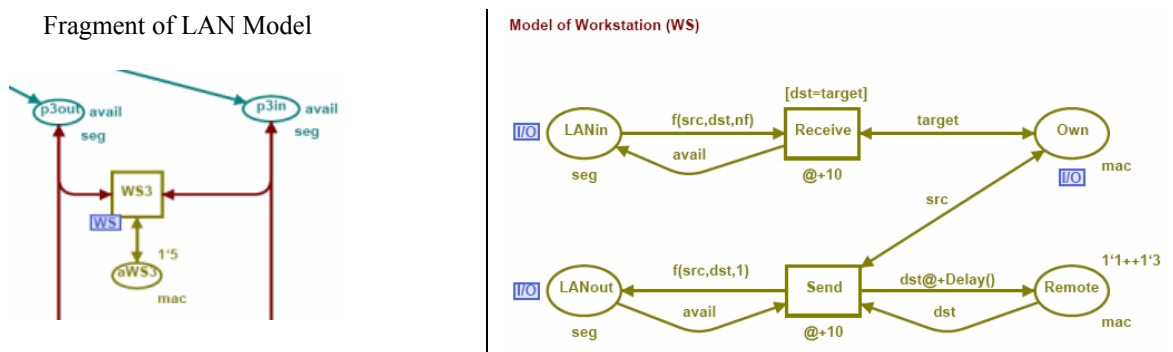 Fragment of LAN Model
p3out
avail
seg
p3in
avail
seg
WS3
WS
1`5
aWS3
mac
Model of Workstation (WS)
[dst=target]
I/O
LANin
f(src,dst,nf)
Receive
target
Own
avail
seg
@+10
mac
I/O
src
f(src,dst,1)
1`1++1`3
I/O
LANout
Send
dst@+Delay()
Remote
avail
dst
seg
@+10
mac